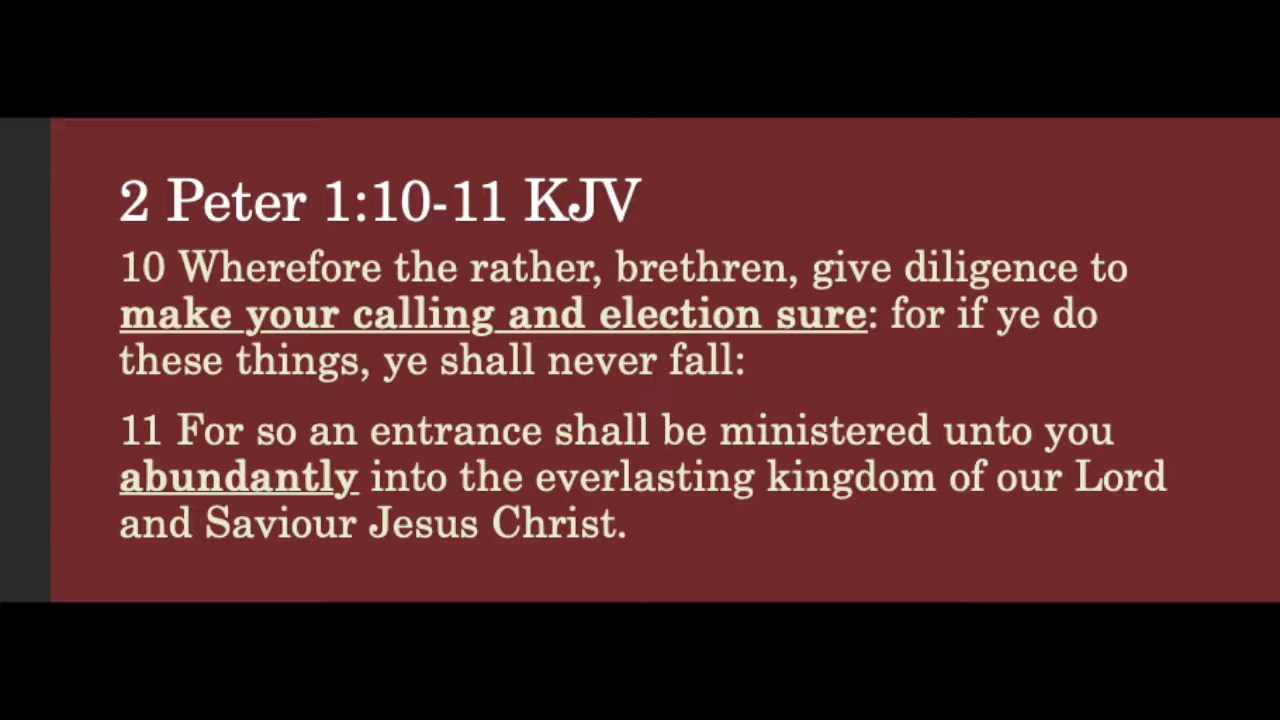 2 Peter 1:10-11 KJV
10 Wherefore the rather, brethren, give diligence to
make your calling and election sure: for if ye do
these things, ye shall never fall:
11 For so an entrance shall be ministered unto you
abundantly into the everlasting kingdom of our Lord
and Saviour Jesus Christ.